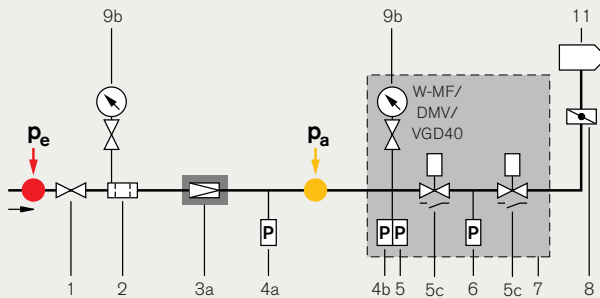 9b 9b 11
W-MF/
DMV/
VGD40
pe pa
P P P P
1 2 3a 4a 4b 5 5c 6 5c 7 8